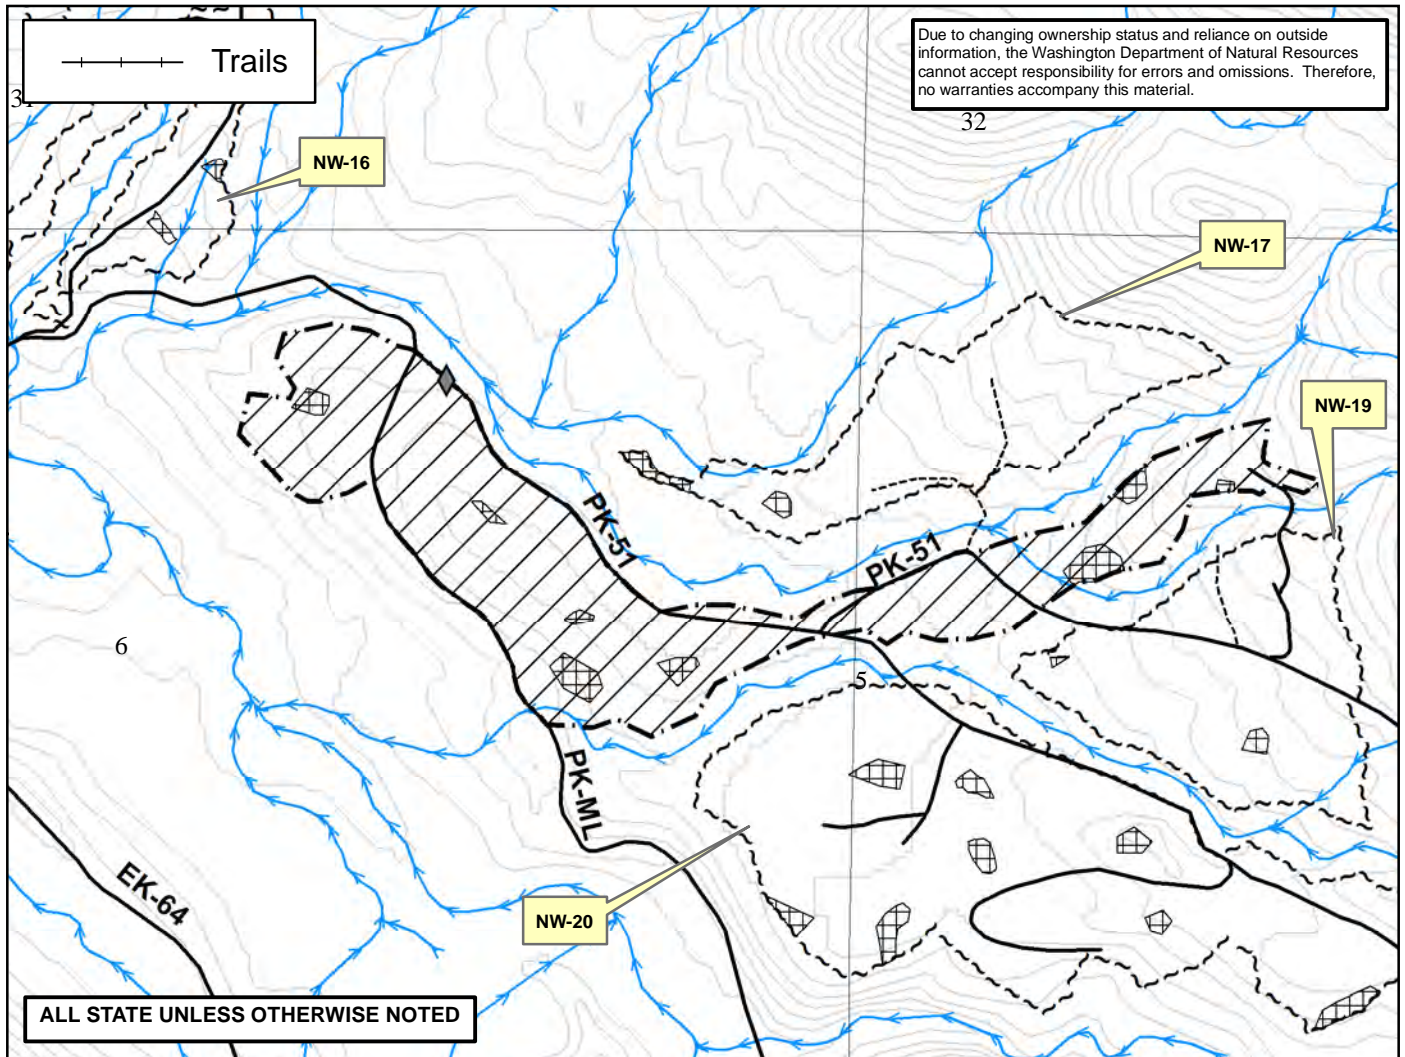 Trails
Due to changing ownership status and reliance on outside
information, the Washington Department of Natural Resources
cannot accept responsibility for errors and omissions.  Therefore,
no warranties accompany this material.
31
32
NW-16
NW-17
NW-19
PK-51
PK-51
6
5
PK-ML
EK-64
NW-20
ALL STATE UNLESS OTHERWISE NOTED